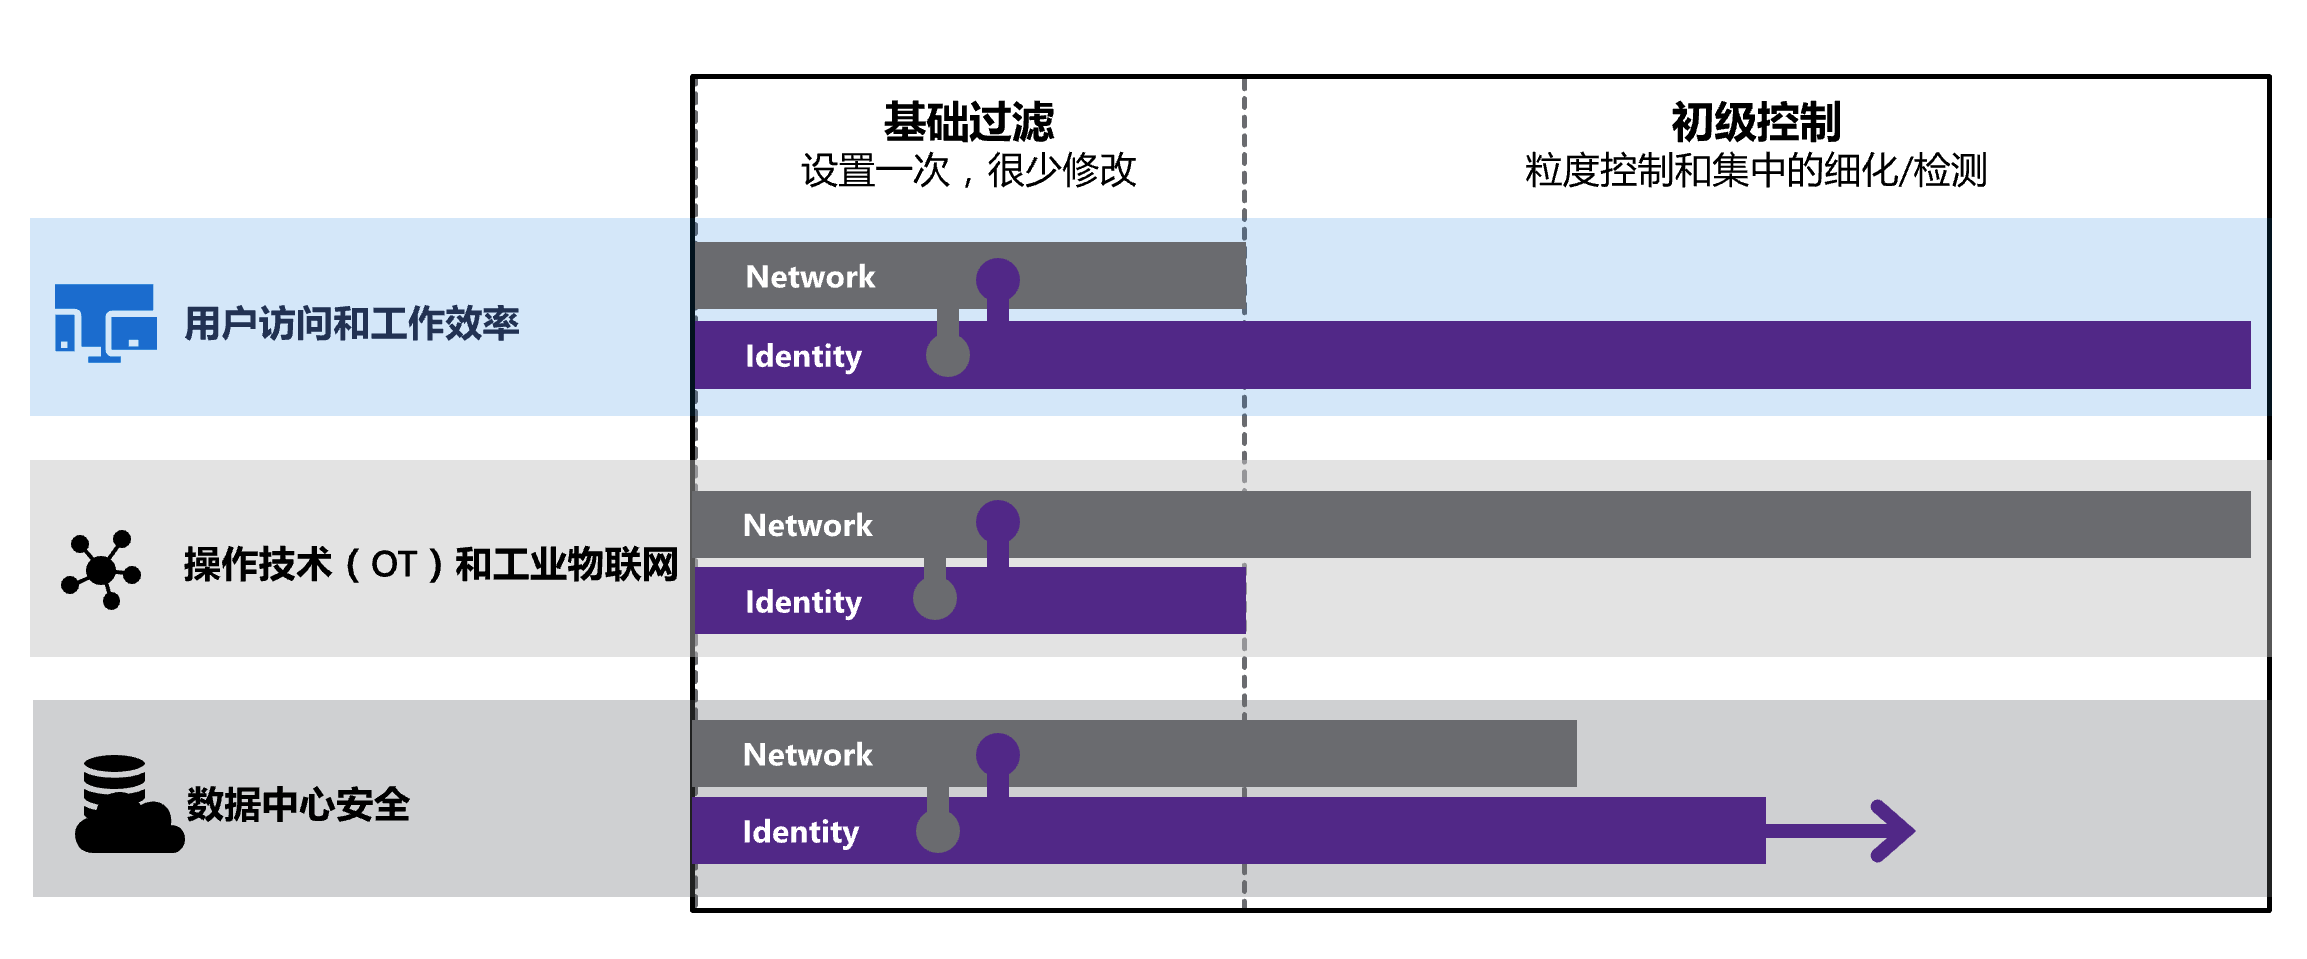 基础过滤
设置一次，很少修改
初级控制
粒度控制和集中的细化/检测
用户访问和工作效率
Network
Identity
操作技术（OT）和工业物联网
Network
Identity
数据中心安全
Network
Identity